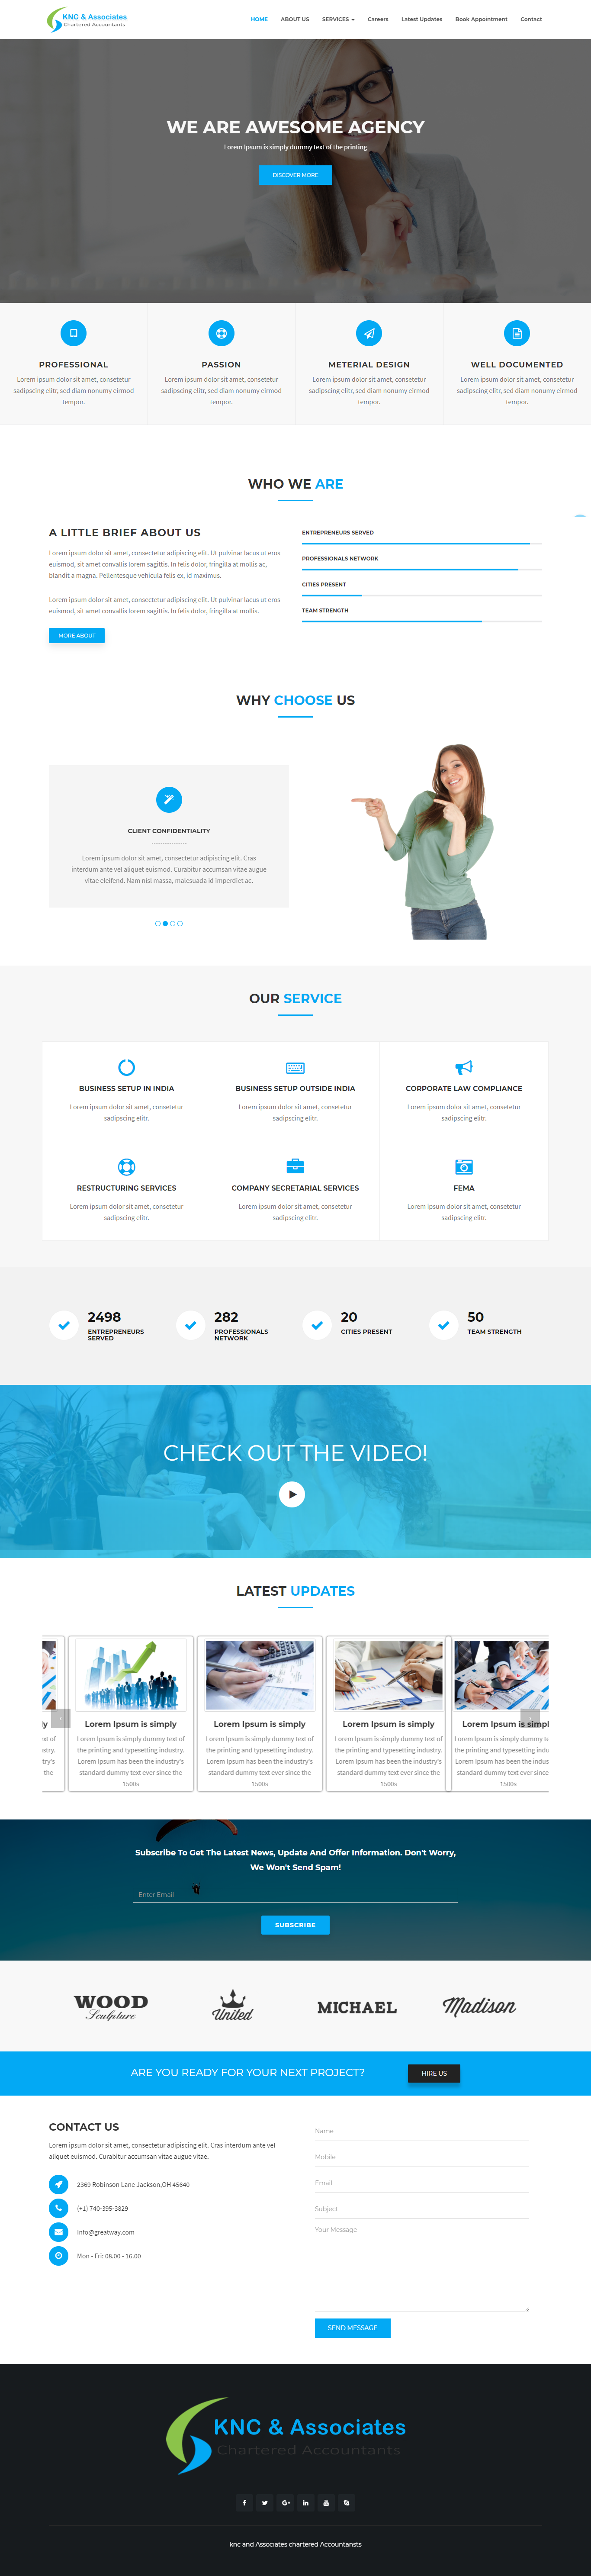 KNC & Associates
Chartered Accountants
HOME ABOUT US SERVICES Careers Latest Updates Book Appointment Contact
WE ARE AWESOME AGENCY
Lorem Ipsum is simply dummy text of the printing
DISCOVER MORE
PROFESSIONAL
Lorem ipsum dolor sit amet, consetetur
sadipscing elitr, sed diam nonumy eirmod
tempor.
PASSION
Lorem ipsum dolor sit amet, consetetur
sadipscing elitr, sed diam nonumy eirmod
tempor.
METERIAL DESIGN
Lorem ipsum dolor sit amet, consetetur
sadipscing elitr, sed diam nonumy eirmod
tempor.
WELL DOCUMENTED
Lorem ipsum dolor sit amet, consetetur
sadipscing elitr, sed diam nonumy eirmod
tempor.
WHO WE ARE
A LITTLE BRIEF ABOUT US
Lorem ipsum dolor sit amet, consectetur adipiscing elit. Ut pulvinar lacus ut eros
euismod, sit amet convallis lorem sagittis. In felis dolor, fringilla at mollis ac,
blandit a magna. Pellentesque vehicula felis ex, id maximus.
Lorem ipsum dolor sit amet, consectetur adipiscing elit. Ut pulvinar lacus ut eros
euismod, sit amet convallis lorem sagittis. In felis dolor, fringilla at mollis.
MORE ABOUT
ENTREPRENEURS SERVED
PROFESSIONALS NETWORK
CITIES PRESENT
TEAM STRENGTH
WHY CHOOSE US
CLIENT CONFIDENTIALITY
Lorem ipsum dolor sit amet, consectetur adipiscing elit. Cras
interdum ante vel aliquet euismod. Curabitur accumsan vitae augue
vitae eleifend. Nam nisl massa, malesuada id imperdiet ac.
OUR SERVICE
BUSINESS SETUP IN INDIA
Lorem ipsum dolor sit amet, consetetur
sadipscing elitr.
BUSINESS SETUP OUTSIDE INDIA
Lorem ipsum dolor sit amet, consetetur
sadipscing elitr.
CORPORATE LAW COMPLIANCE
Lorem ipsum dolor sit amet, consetetur
sadipscing elitr.
RESTRUCTURING SERVICES
Lorem ipsum dolor sit amet, consetetur
sadipscing elitr.
COMPANY SECRETARIAL SERVICES
Lorem ipsum dolor sit amet, consetetur
sadipscing elitr.
FEMA
Lorem ipsum dolor sit amet, consetetur
sadipscing elitr.
2498
ENTREPRENEURS
SERVED
282
PROFESSIONALS
NETWORK
20
CITIES PRESENT
50
TEAM STRENGTH
CHECK OUT THE VIDEO!
LATEST UPDATES
Lorem Ipsum is simply
Lorem Ipsum is simply dummy text of
the printing and typesetting industry.
Lorem Ipsum has been the industry's
standard dummy text ever since the
1500s
Lorem Ipsum is simply
Lorem Ipsum is simply dummy text of
the printing and typesetting industry.
Lorem Ipsum has been the industry's
standard dummy text ever since the
1500s
Lorem Ipsum is simply
Lorem Ipsum is simply dummy text of
the printing and typesetting industry.
Lorem Ipsum has been the industry's
standard dummy text ever since the
1500s
Lorem Ipsum is simpl
Lorem Ipsum is simply dummy text
the printing and typesetting indus
Lorem Ipsum has been the indus
standard dummy text ever since
1500s
Subscribe To Get The Latest News, Update And Offer Information. Don't Worry,
We Won't Send Spam!
Enter Email
SUBSCRIBE
WOOD
Sculpture
United
MICHAEL
Madison
ARE YOU READY FOR YOUR NEXT PROJECT?
HIRE US
CONTACT US
Lorem ipsum dolor sit amet, consectetur adipiscing elit. Cras interdum ante vel
aliquet euismod. Curabitur accumsan vitae augue vitae.
2369 Robinson Lane Jackson,OH 45640
(+1) 740-395-3829
Info@greatway.com
Mon - Fri: 08.00 - 16.00
Name
Mobile
Email
Subject
Your Message
SEND MESSAGE
KNC & Associates
Chartered Accountants
knc and Associates chartered Accountansts